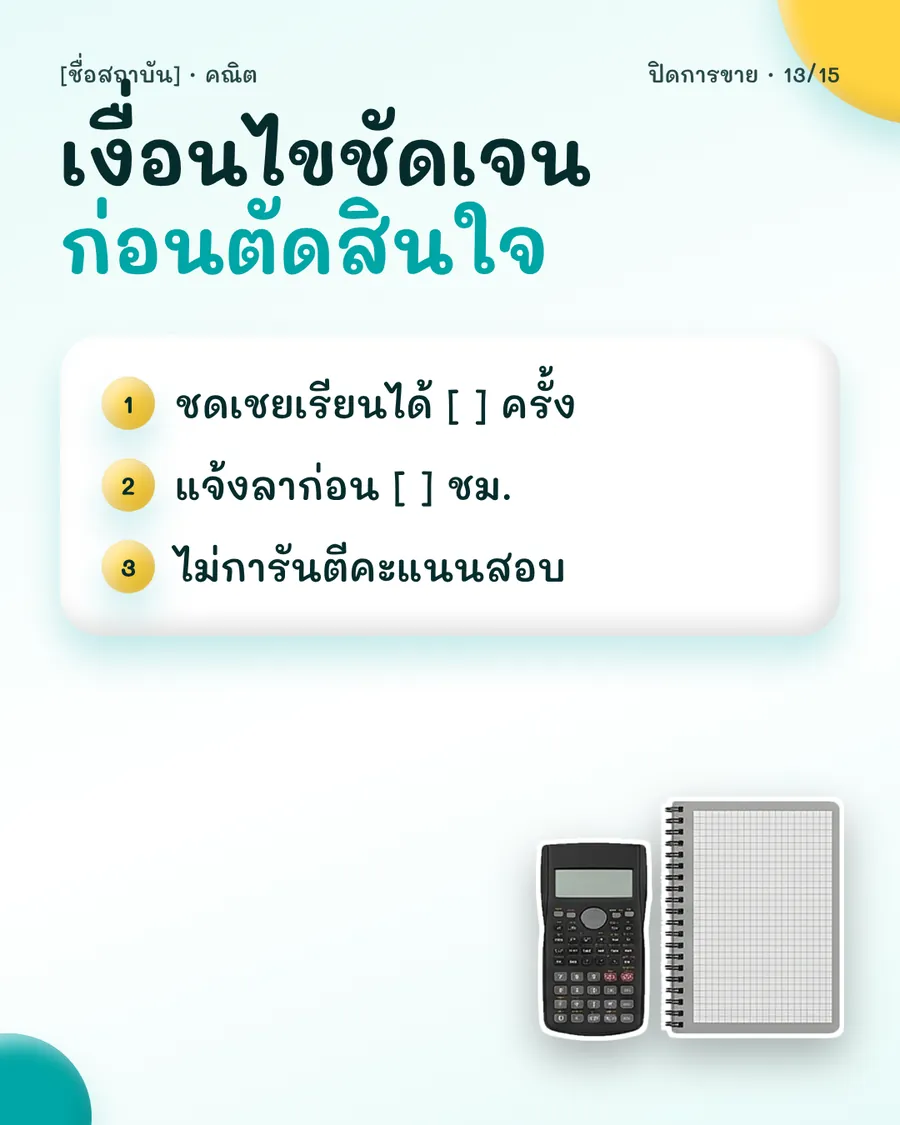 [ชื่อสถาบัน] · คณิต
ปิดการขาย · 13/15
เงื่อนไขชัดเจน
ก่อนตัดสินใจ
1 ชดเชยเรียนได้ [ ] ครั้ง
2 แจ้งลาก่อน [ ] ชม.
3 ไม่การันตีคะแนนสอบ